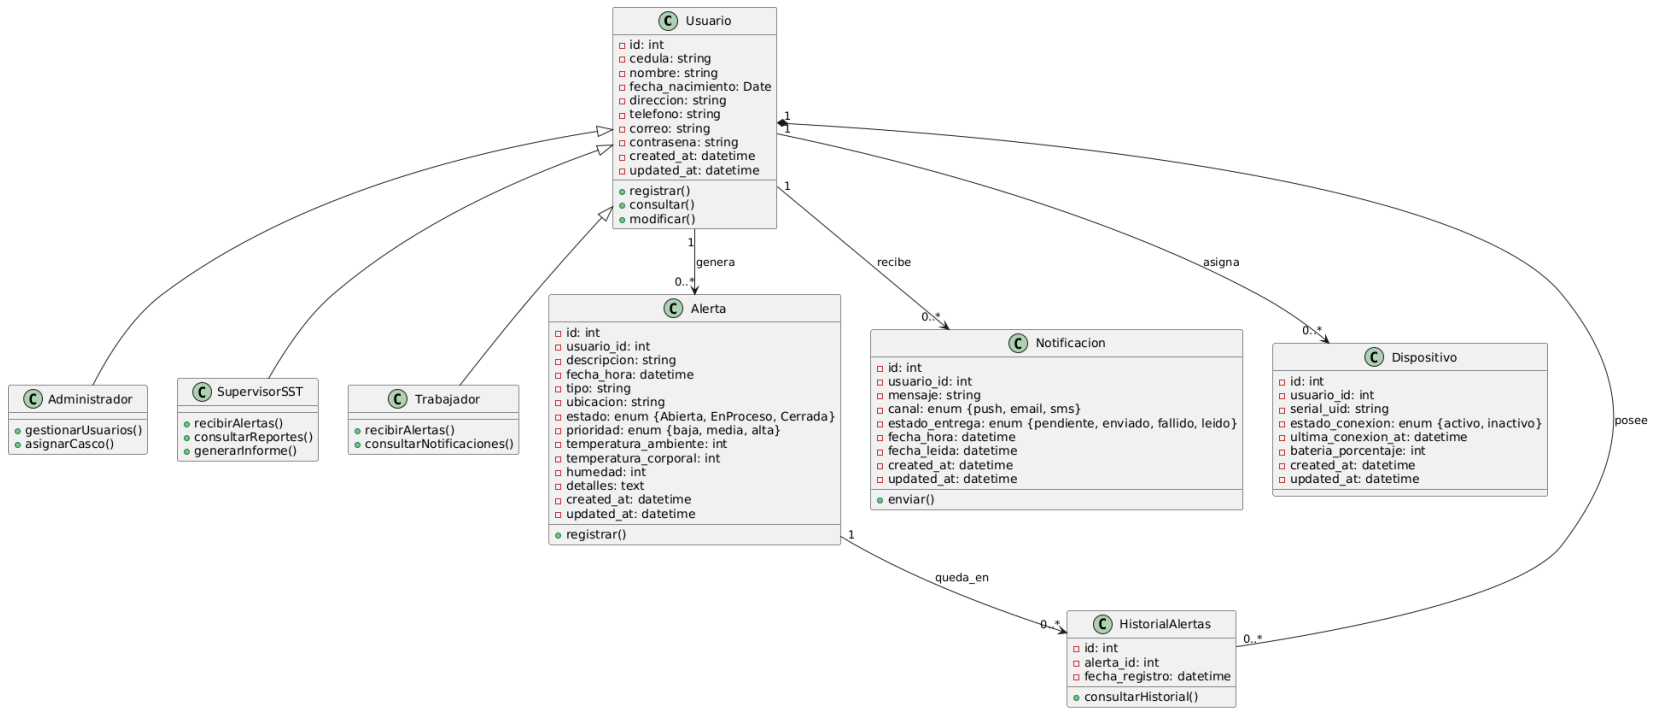 C Usuario
id: int
cedula: string
nombre: string
fecha_nacimiento: Date
direccion: string
telefono: string
correo: string
contrasena: string
created_at: datetime
updated_at: datetime
registrar()
consultar()
modificar()
1
1
1
1
genera
recibe
asigna
posee
0..*
0..*
0..*
C Administrador
gestionarUsuarios()
asignarCasco()
C SupervisorSST
recibirAlertas()
consultarReportes()
generarInforme()
C Trabajador
recibirAlertas()
consultarNotificaciones()
C Alerta
id: int
usuario_id: int
descripcion: string
fecha_hora: datetime
tipo: string
ubicacion: string
estado: enum {Abierta, EnProceso, Cerrada}
prioridad: enum {baja, media, alta}
temperatura_ambiente: int
temperatura_corporal: int
humedad: int
detalles: text
created_at: datetime
updated_at: datetime
registrar()
C Notificacion
id: int
usuario_id: int
mensaje: string
canal: enum {push, email, sms}
estado_entrega: enum {pendiente, enviado, fallido, leido}
fecha_hora: datetime
fecha_leida: datetime
created_at: datetime
updated_at: datetime
enviar()
C Dispositivo
id: int
usuario_id: int
serial_uid: string
estado_conexion: enum {activo, inactivo}
ultima_conexion_at: datetime
bateria_porcentaje: int
created_at: datetime
updated_at: datetime
1
queda_en
0..*
0..*
C HistorialAlertas
id: int
alerta_id: int
fecha_registro: datetime
consultarHistorial()